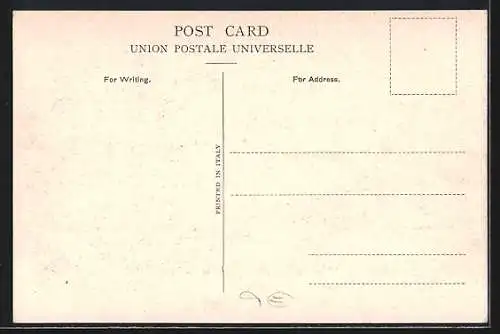 POST CARD
UNION POSTALE UNIVERSELLE
For Writing.
For Address.
PRINTED IN ITALY